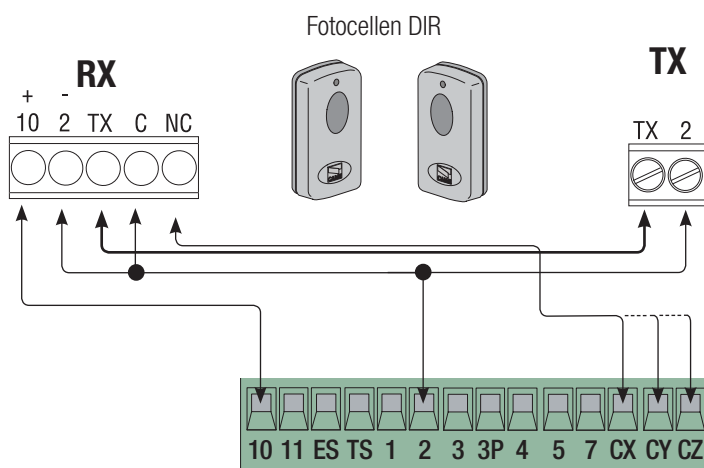 Fotocellen DIR
RX
TX
+ -
10 2 TX C NC
TX 2
10 11 ES TS 1 2 3 3P 4 5 7 CX CY CZ